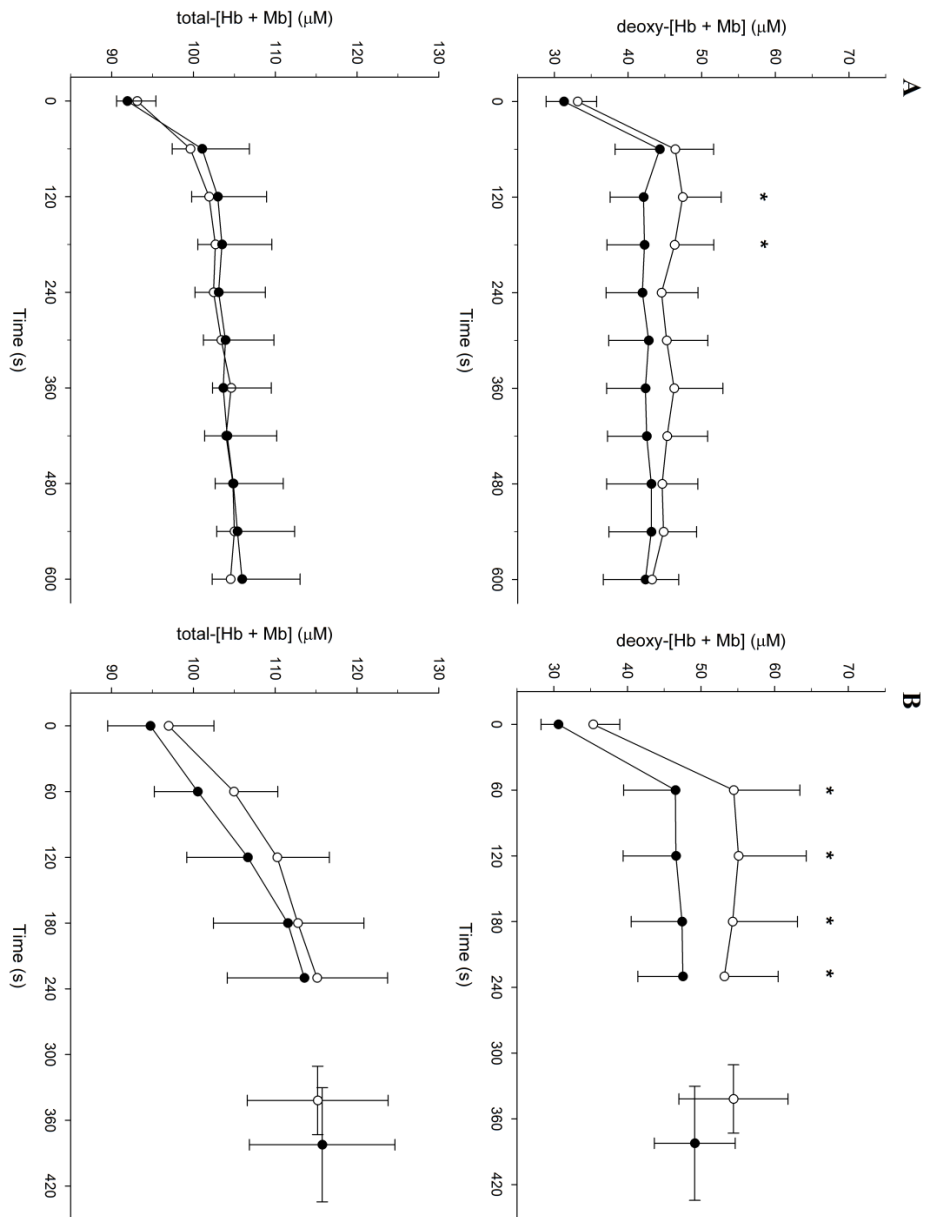 A
deoxy-[Hb + Mb] (μM)
70
60
50
40
30
* *
0 120 240 360 480 600
Time (s)
total-[Hb + Mb] (μM)
130
120
110
100
90
0 120 240 360 480 600
Time (s)
B
deoxy-[Hb + Mb] (μM)
70
60
50
40
30
* * * *
0 60 120 180 240 300 360 420
Time (s)
total-[Hb + Mb] (μM)
130
120
110
100
90
0 60 120 180 240 300 360 420
Time (s)